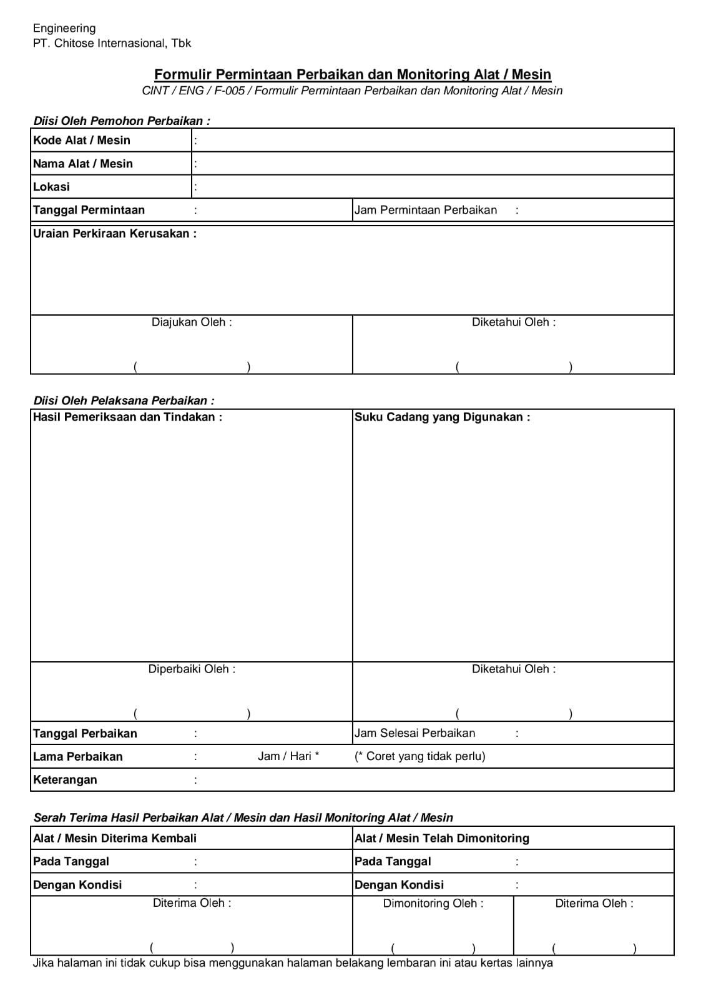 Engineering
PT. Chitose Internasional, Tbk
Formulir Permintaan Perbaikan dan Monitoring Alat / Mesin
CINT / ENG / F-005 / Formulir Permintaan Perbaikan dan Monitoring Alat / Mesin
Diisi Oleh Pemohon Perbaikan :
Kode Alat / Mesin :
Nama Alat / Mesin :
Lokasi :
Tanggal Permintaan : Jam Permintaan Perbaikan :
Uraian Perkiraan Kerusakan :
Diajukan Oleh : Diketahui Oleh :
( ) ( )
Diisi Oleh Pelaksana Perbaikan :
Hasil Pemeriksaan dan Tindakan : Suku Cadang yang Digunakan :
Diperbaiki Oleh : Diketahui Oleh :
( ) ( )
Tanggal Perbaikan : Jam Selesai Perbaikan :
Lama Perbaikan : Jam / Hari * (* Coret yang tidak perlu)
Keterangan :
Serah Terima Hasil Perbaikan Alat / Mesin dan Hasil Monitoring Alat / Mesin
Alat / Mesin Diterima Kembali Alat / Mesin Telah Dimonitoring
Pada Tanggal : Pada Tanggal :
Dengan Kondisi : Dengan Kondisi :
Diterima Oleh : Dimonitoring Oleh : Diterima Oleh :
( ) ( ) ( )
Jika halaman ini tidak cukup bisa menggunakan halaman belakang lembaran ini atau kertas lainnya